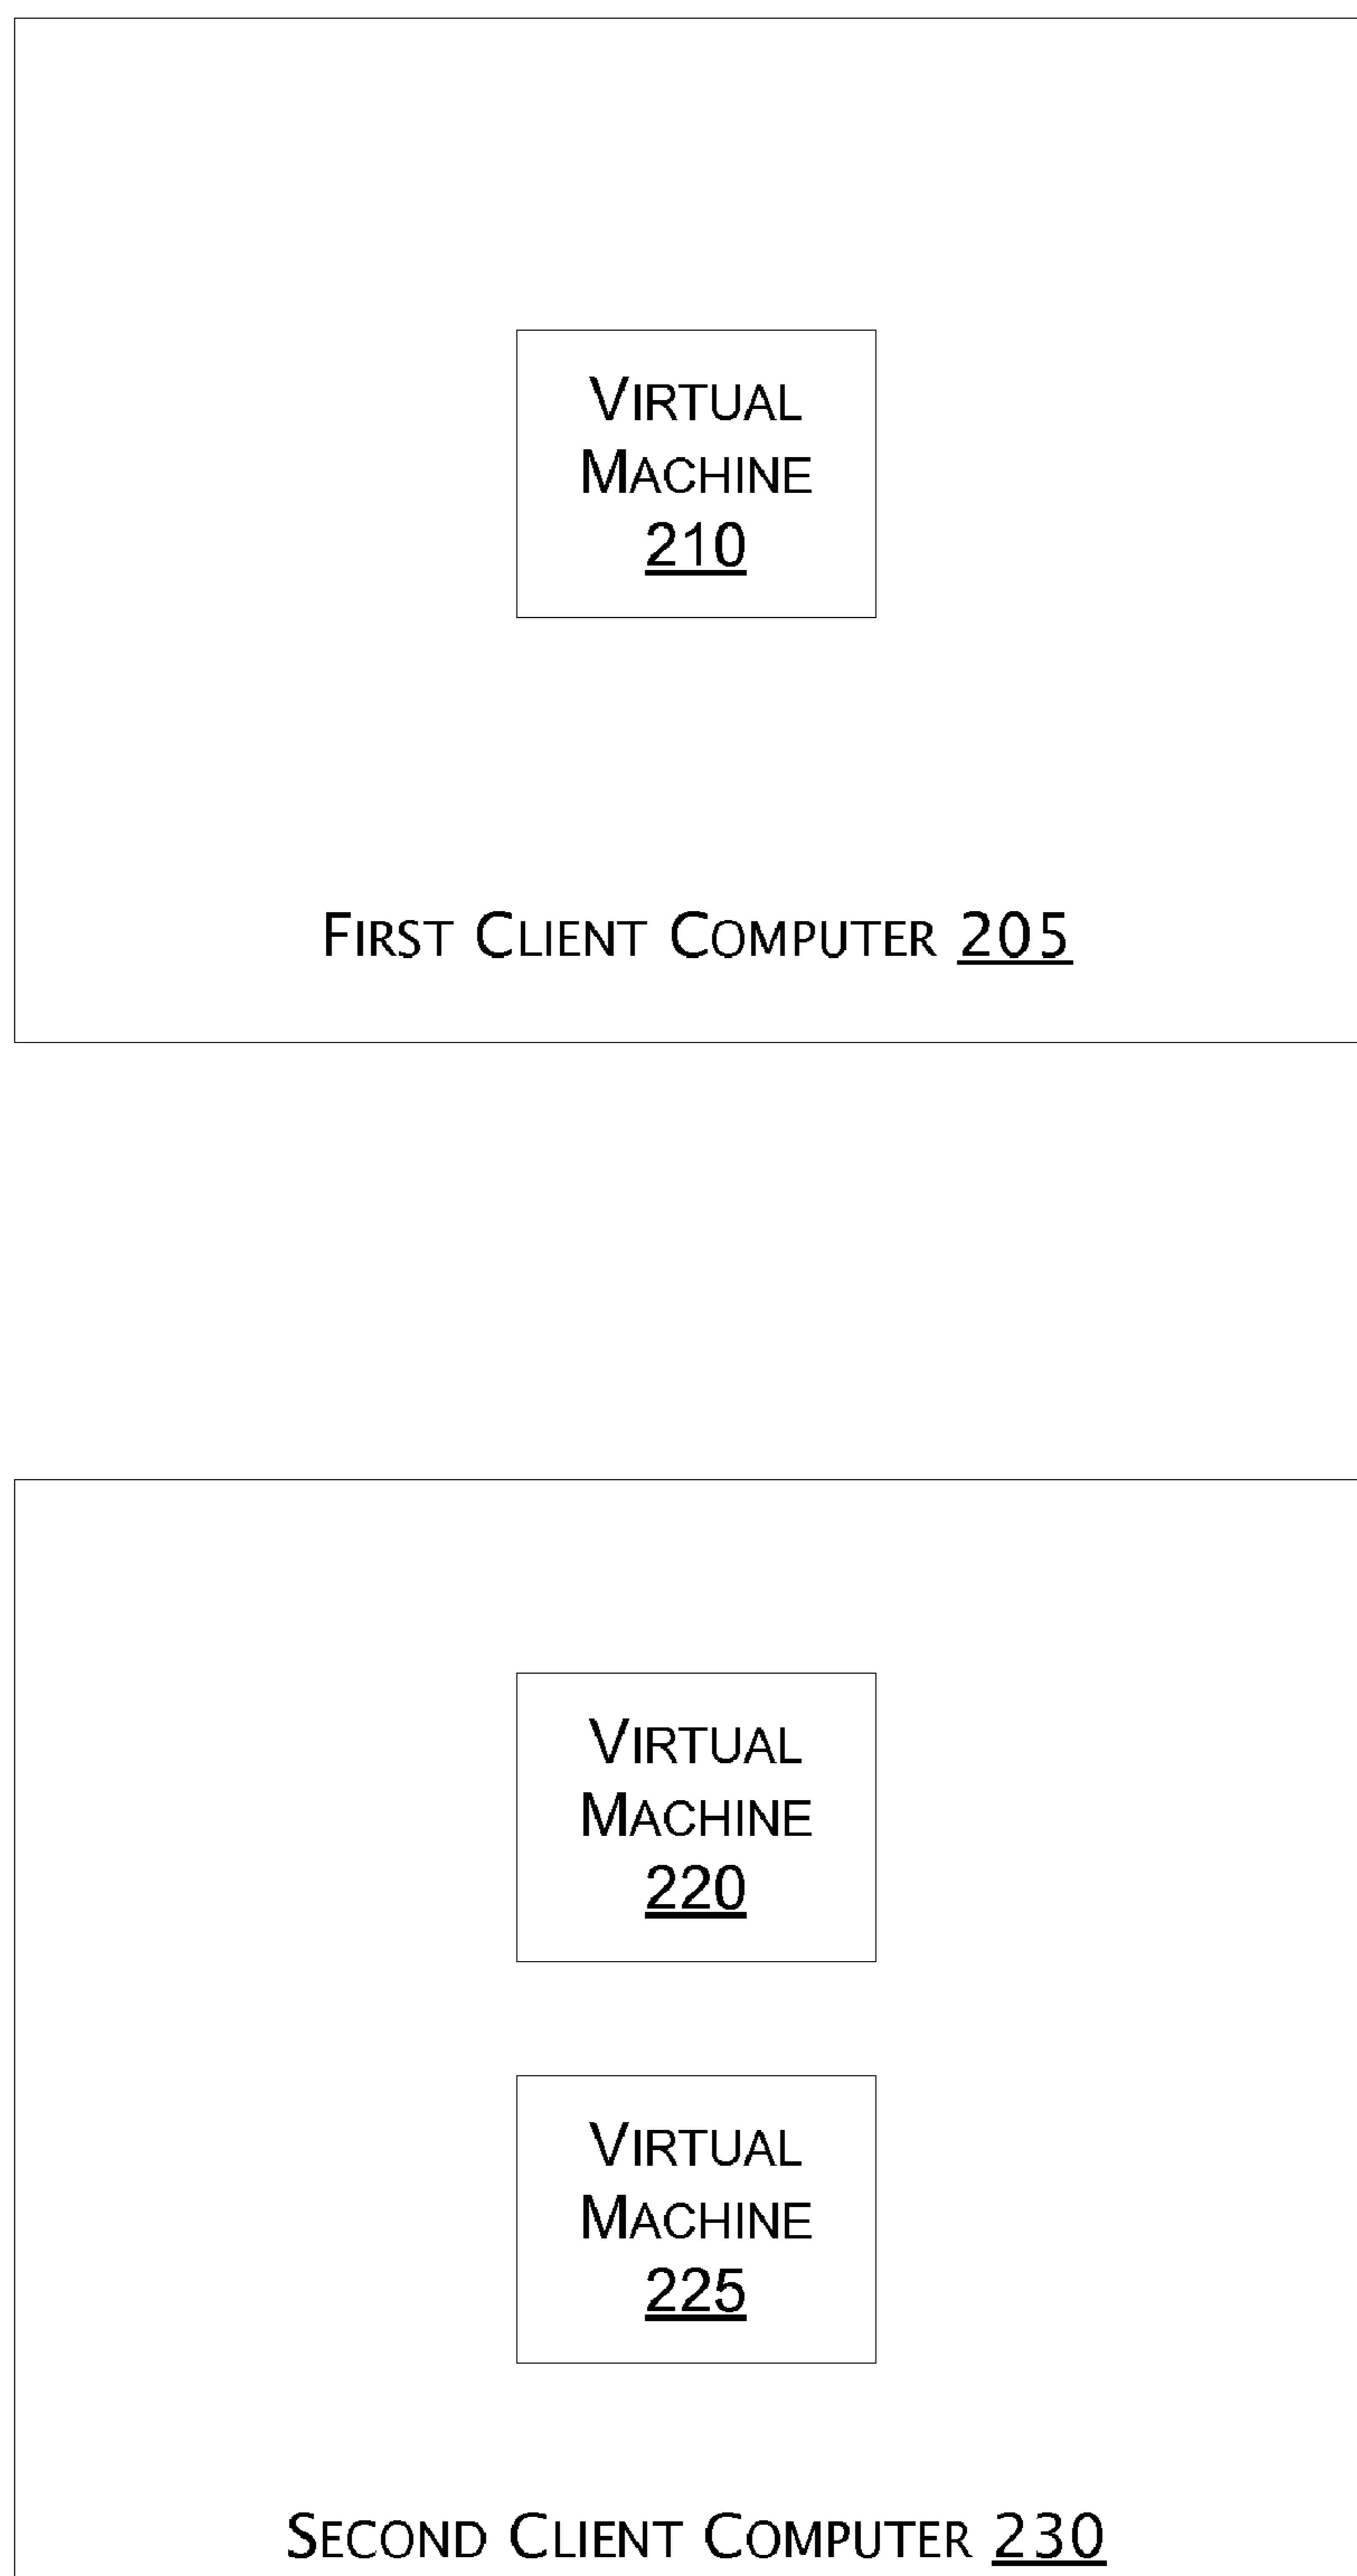 VIRTUAL
MACHINE
210
FIRST CLIENT COMPUTER 205
VIRTUAL
MACHINE
220
VIRTUAL
MACHINE
225
SECOND CLIENT COMPUTER 230